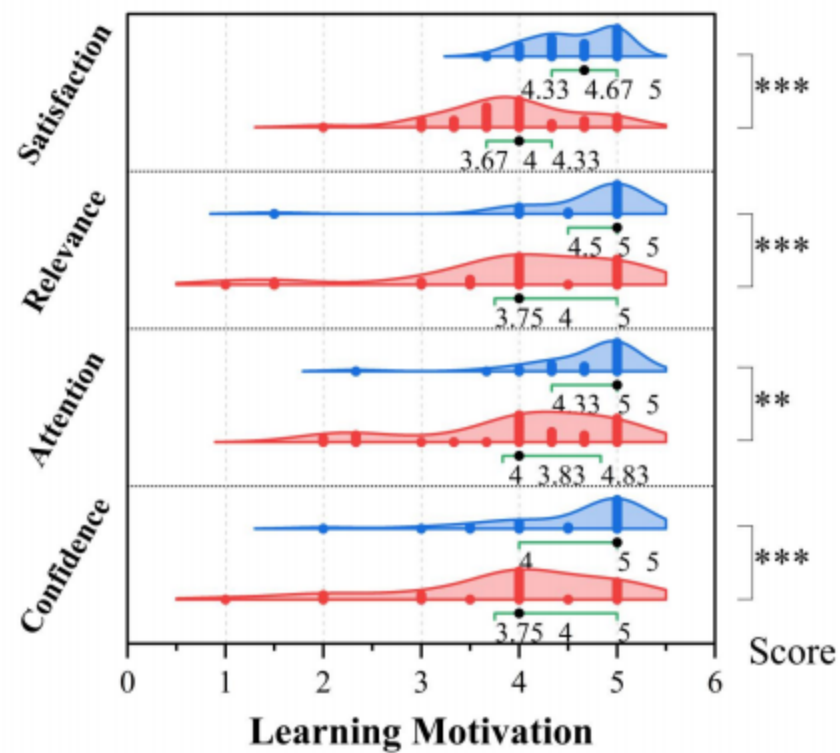 Satisfaction
4.33 4.67 5
***
3.67 4 4.33
Relevance
4.5 5 5
***
3.75 4 5
Attention
4.33 5 5
**
4 3.83 4.83
Confidence
4 5 5
***
3.75 4 5
Score
0 1 2 3 4 5 6
Learning Motivation